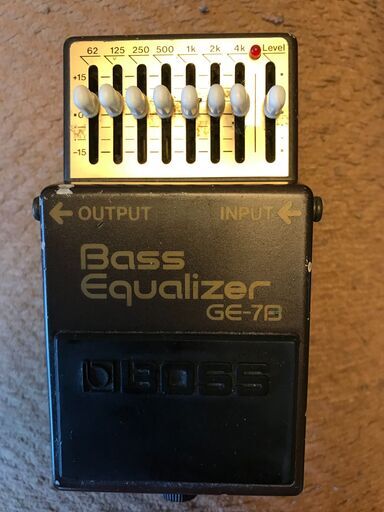 62 125 250 500 1k 2k 4k Level
+15
0
-15
OUTPUT INPUT
Bass
Equalizer
GE-7B
BOSS